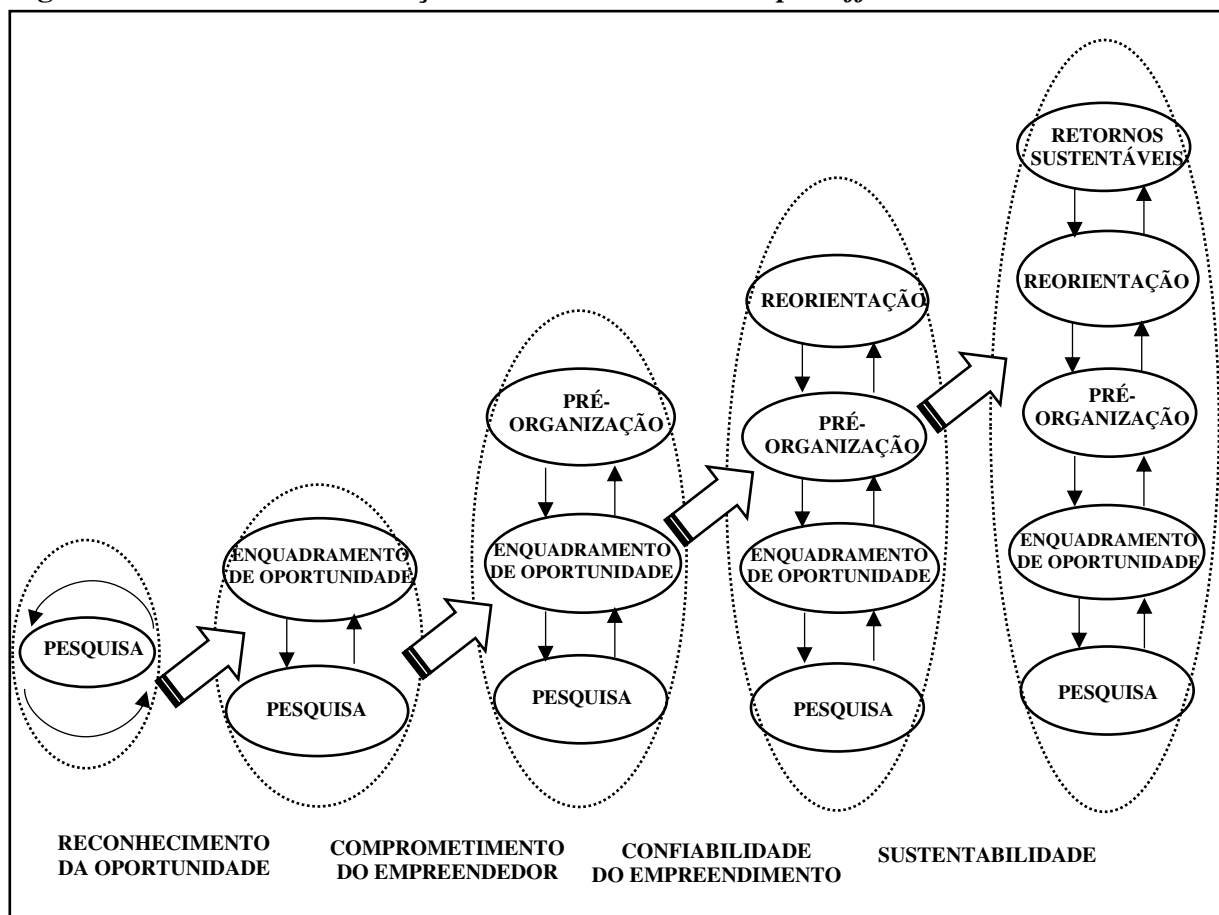 RETORNOS
SUSTENTÁVEIS
REORIENTAÇÃO
PRÉ-
ORGANIZAÇÃO
ENQUADRAMENTO
DE OPORTUNIDADE
PESQUISA
REORIENTAÇÃO
PRÉ-
ORGANIZAÇÃO
ENQUADRAMENTO
DE OPORTUNIDADE
PESQUISA
PRÉ-
ORGANIZAÇÃO
ENQUADRAMENTO
DE OPORTUNIDADE
PESQUISA
ENQUADRAMENTO
DE OPORTUNIDADE
PESQUISA
PESQUISA
RECONHECIMENTO
DA OPORTUNIDADE
COMPROMETIMENTO
DO EMPREENDEDOR
CONFIABILIDADE
DO EMPREENDIMENTO
SUSTENTABILIDADE